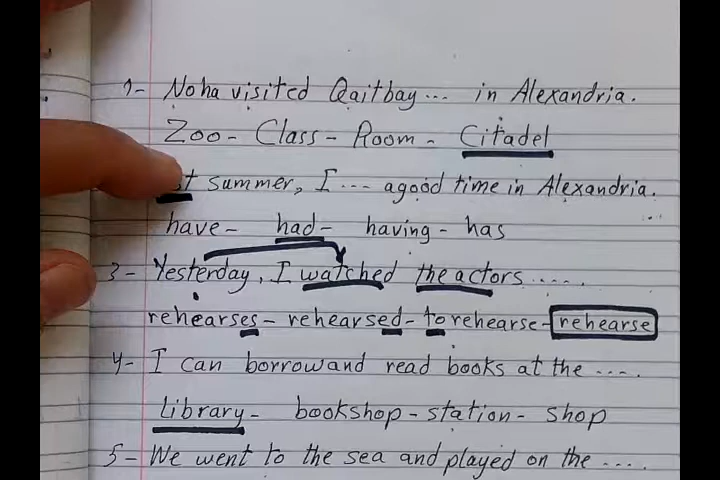 1- Noha visited Qaitbay ... in Alexandria.
Zoo - Class - Room - Citadel
summer, I ... a good time in Alexandria.
have - had - having - has
3- Yesterday, I watched the actors .....
rehearses - rehearsed - to rehearse - rehearse
4- I can borrow and read books at the ....
Library - bookshop - station - shop
5- We went to the sea and played on the ....